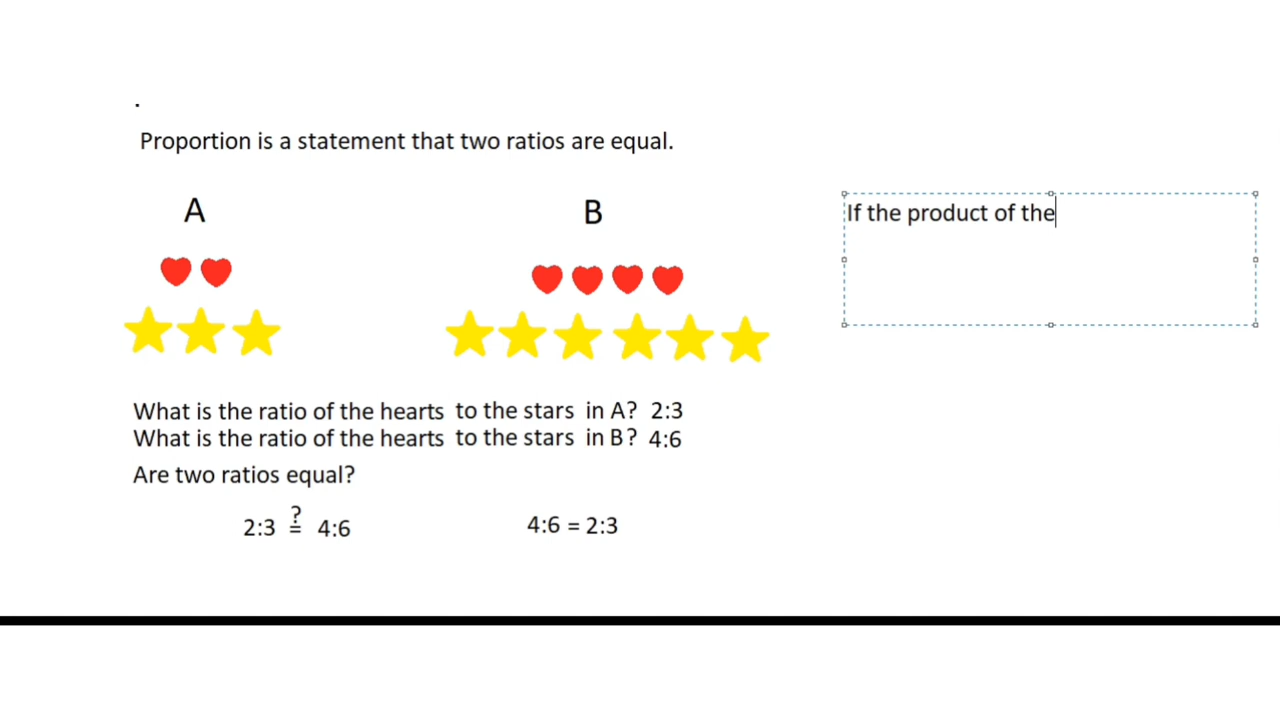 .
Proportion is a statement that two ratios are equal.
A
B
If the product of the
What is the ratio of the hearts to the stars in A? 2:3
What is the ratio of the hearts to the stars in B? 4:6
Are two ratios equal?
2:3 ≟ 4:6
4:6 = 2:3